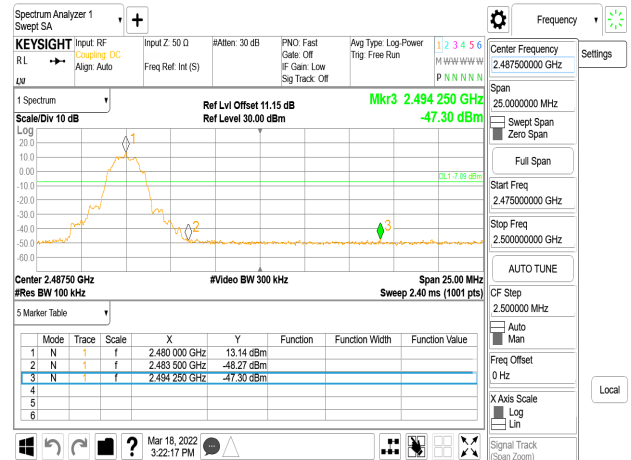 Spectrum Analyzer 1
Swept SA
Frequency
KEYSIGHT
Input: RF
Coupling: DC
Align: Auto
Input Z: 50 Ω
Freq Ref: Int (S)
#Atten: 30 dB
PNO: Fast
Gate: Off
IF Gain: Low
Sig Track: Off
Avg Type: Log-Power
Trig: Free Run
1 2 3 4 5 6
M W W W W W
P N N N N N
R L
LXI
Center Frequency
2.487500000 GHz
Settings
1 Spectrum
Scale/Div 10 dB
Ref Lvl Offset 11.15 dB
Ref Level 30.00 dBm
Mkr3 2.494 250 GHz
-47.30 dBm
Span
25.0000000 MHz
Swept Span
Zero Span
Full Span
Start Freq
2.475000000 GHz
Stop Freq
2.500000000 GHz
AUTO TUNE
CF Step
2.500000 MHz
Auto
Man
Freq Offset
0 Hz
X Axis Scale
Log
Lin
Signal Track
(Span Zoom)
Local
Log
20.0
10.0
0.00
-10.0
-20.0
-30.0
-40.0
-50.0
-60.0
1
2
3
DL1 -7.09 dBm
Center 2.48750 GHz
#Video BW 300 kHz
Span 25.00 MHz
#Res BW 100 kHz
Sweep 2.40 ms (1001 pts)
5 Marker Table
Mode Trace Scale X Y Function Function Width Function Value
1 N 1 f 2.480 000 GHz 13.14 dBm
2 N 1 f 2.483 500 GHz -48.27 dBm
3 N 1 f 2.494 250 GHz -47.30 dBm
4
5
6
?
Mar 18, 2022
3:22:17 PM